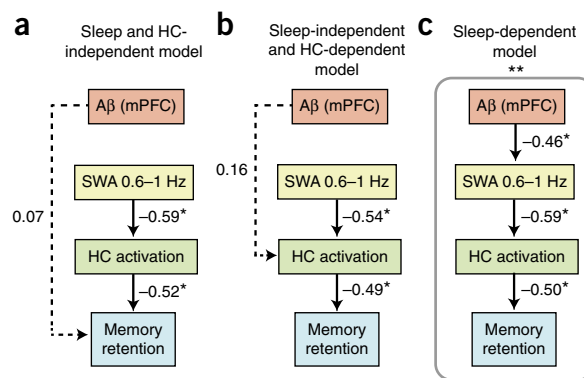 a
Sleep and HC-
independent model
Aβ (mPFC)
SWA 0.6–1 Hz
0.07
–0.59*
HC activation
–0.52*
Memory
retention
b
Sleep-independent
and HC-dependent
model
Aβ (mPFC)
0.16
SWA 0.6–1 Hz
–0.54*
HC activation
–0.49*
Memory
retention
c
Sleep-dependent
model
**
Aβ (mPFC)
–0.46*
SWA 0.6–1 Hz
–0.59*
HC activation
–0.50*
Memory
retention